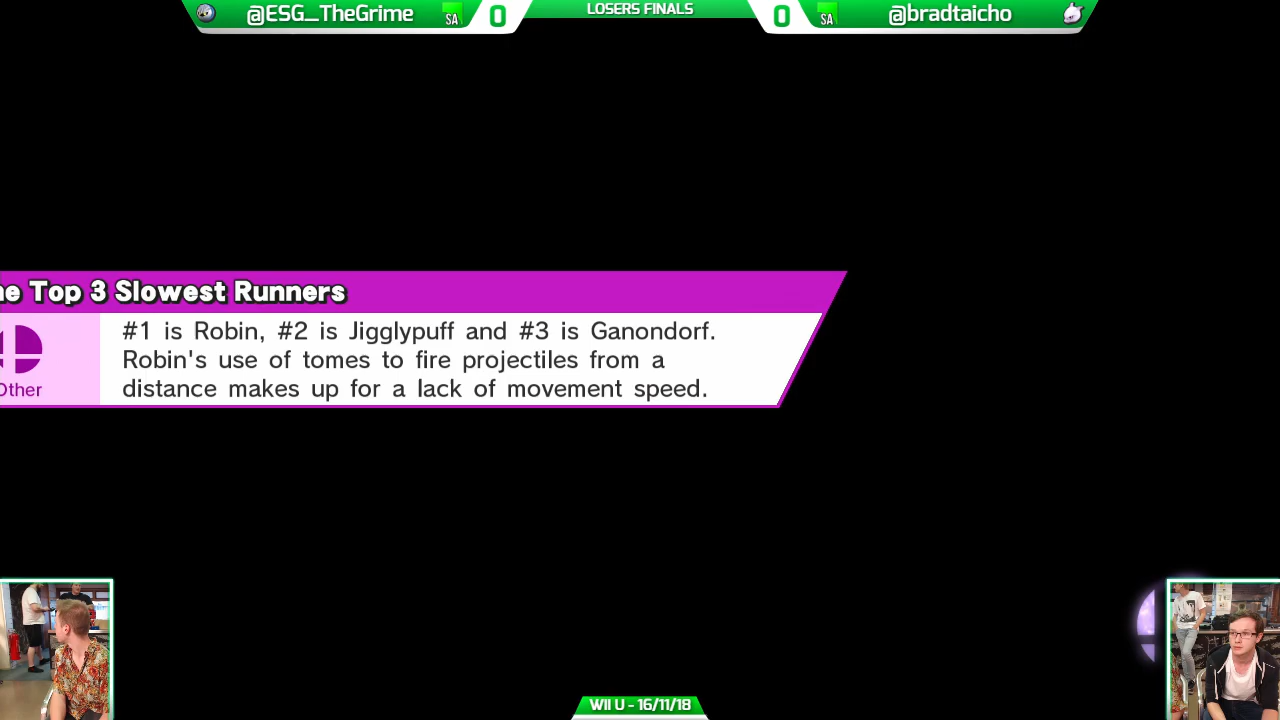 @ESG_TheGrime
SA
0
LOSERS FINALS
0
SA
@bradtaicho
he Top 3 Slowest Runners
#1 is Robin, #2 is Jigglypuff and #3 is Ganondorf.
Robin's use of tomes to fire projectiles from a
distance makes up for a lack of movement speed.
Other
WII U - 16/11/18